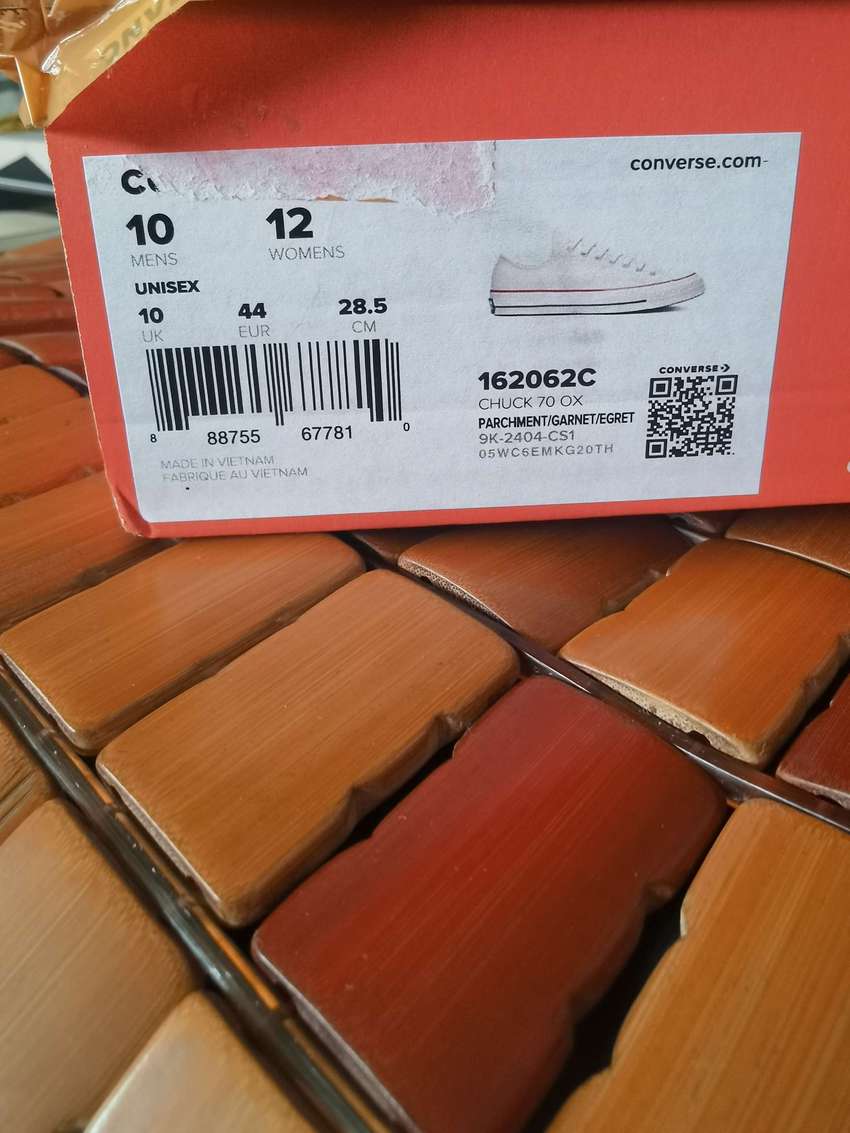 converse.com
10 12
MENS WOMENS
UNISEX
10 44 28.5
UK EUR CM
8 88755 67781 0
MADE IN VIETNAM
FABRIQUE AU VIETNAM
162062C
CHUCK 70 OX
PARCHMENT/GARNET/EGRET
9K-2404-CS1
05WC6EMKG20TH
CONVERSE